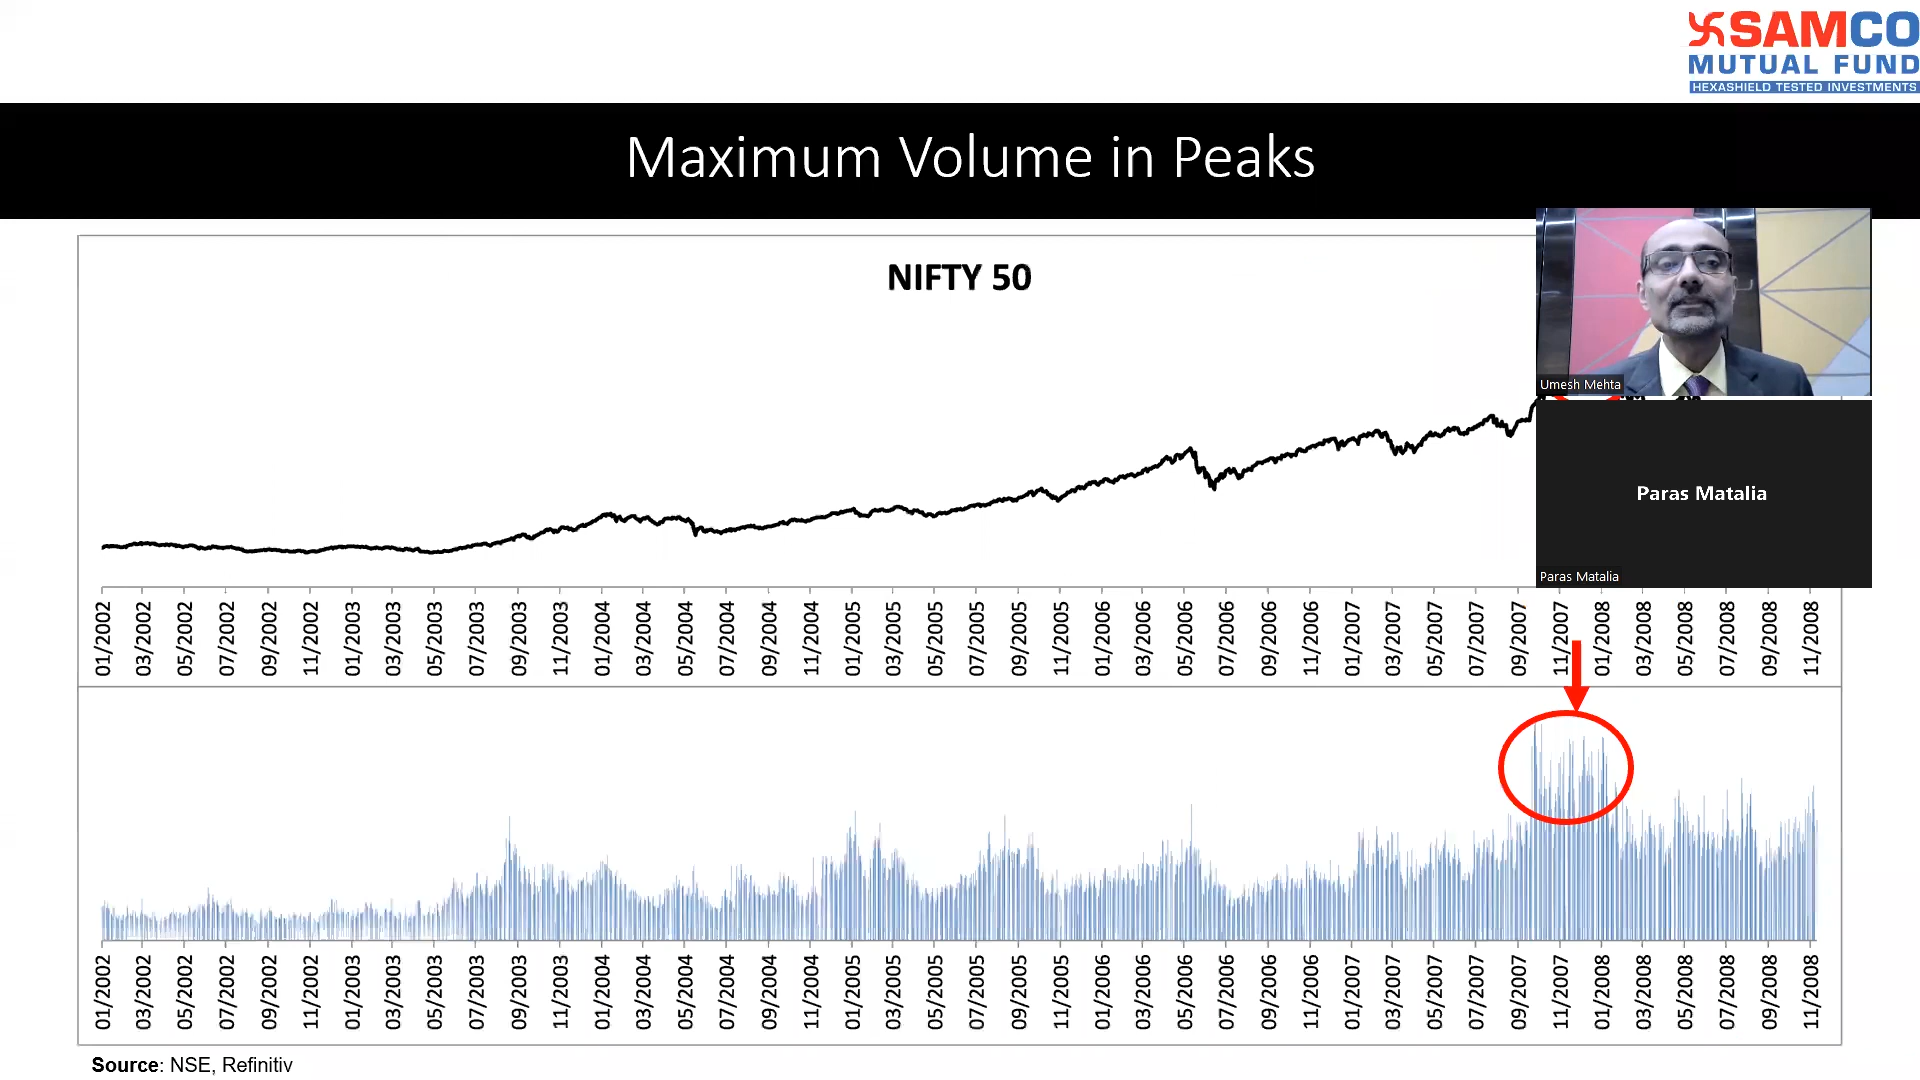 SAMCO
MUTUAL FUND
HEXASHIELD TESTED INVESTMENTS
Maximum Volume in Peaks
NIFTY 50
Umesh Mehta
Paras Matalia
Paras Matalia
01/2002 03/2002 05/2002 07/2002 09/2002 11/2002 01/2003 03/2003 05/2003 07/2003 09/2003 11/2003 01/2004 03/2004 05/2004 07/2004 09/2004 11/2004 01/2005 03/2005 05/2005 07/2005 09/2005 11/2005 01/2006 03/2006 05/2006 07/2006 09/2006 11/2006 01/2007 03/2007 05/2007 07/2007 09/2007 11/2007 01/2008 03/2008 05/2008 07/2008 09/2008 11/2008
01/2002 03/2002 05/2002 07/2002 09/2002 11/2002 01/2003 03/2003 05/2003 07/2003 09/2003 11/2003 01/2004 03/2004 05/2004 07/2004 09/2004 11/2004 01/2005 03/2005 05/2005 07/2005 09/2005 11/2005 01/2006 03/2006 05/2006 07/2006 09/2006 11/2006 01/2007 03/2007 05/2007 07/2007 09/2007 11/2007 01/2008 03/2008 05/2008 07/2008 09/2008 11/2008
Source: NSE, Refinitiv